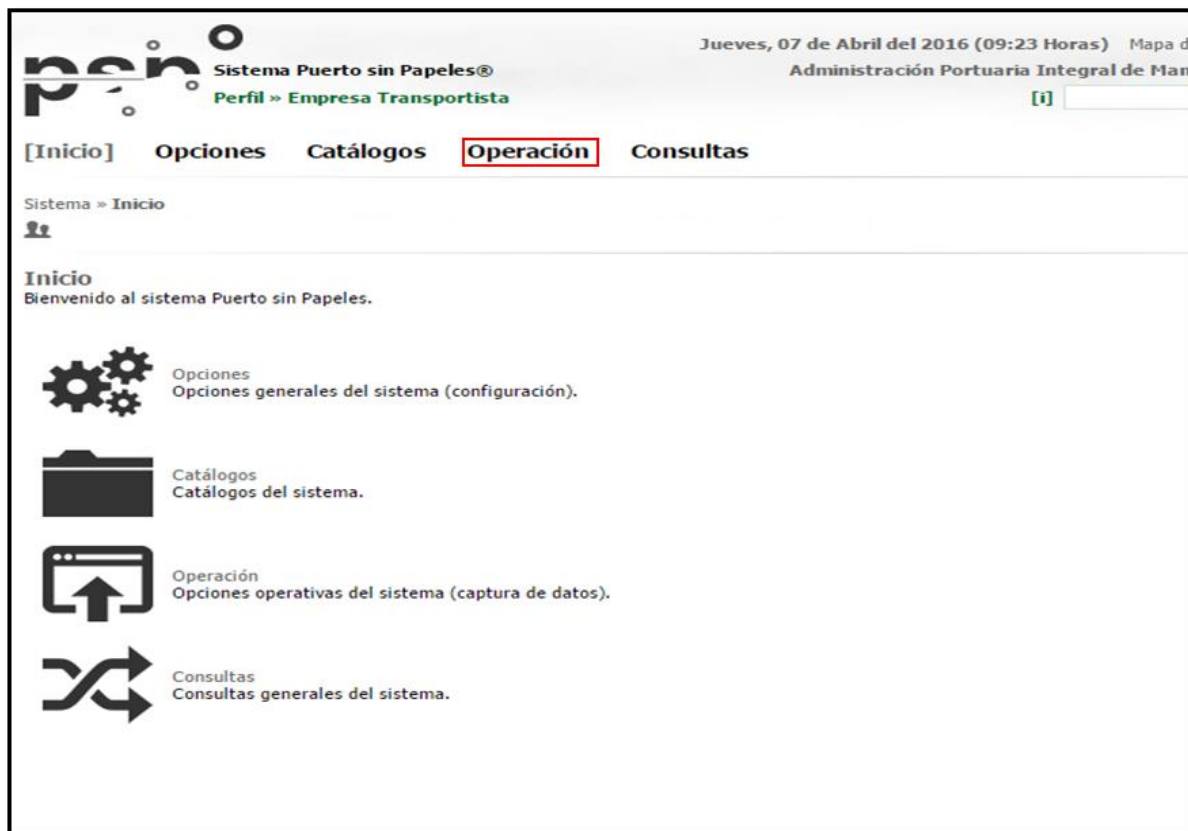 psp
Jueves, 07 de Abril del 2016 (09:23 Horas) Mapa d
Sistema Puerto sin Papeles®
Administración Portuaria Integral de Man
Perfil » Empresa Transportista
[i]
[Inicio] Opciones Catálogos Operación Consultas
Sistema » Inicio
Inicio
Bienvenido al sistema Puerto sin Papeles.
Opciones
Opciones generales del sistema (configuración).
Catálogos
Catálogos del sistema.
Operación
Opciones operativas del sistema (captura de datos).
Consultas
Consultas generales del sistema.